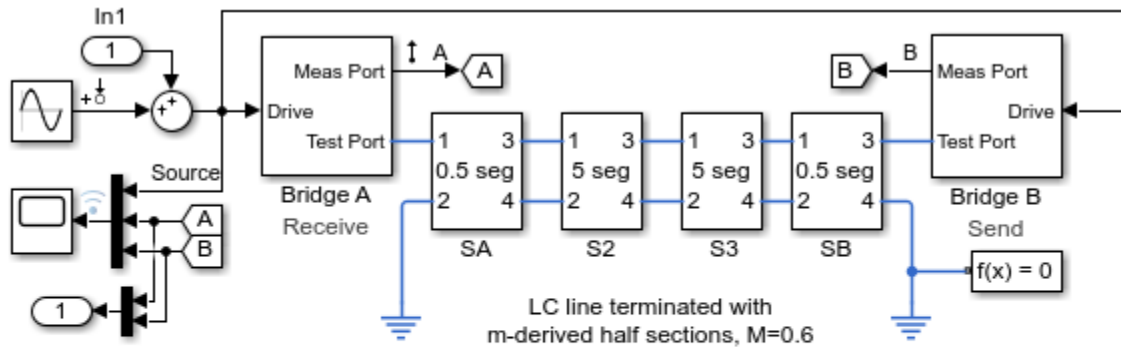 In1
1
+
+
+
Source
Meas Port
Drive
Test Port
Bridge A
Receive
A
A
1 3
0.5 seg
2 4
SA
1 3
5 seg
2 4
S2
1 3
5 seg
2 4
S3
1 3
0.5 seg
2 4
SB
B
B
Meas Port
Drive
Test Port
Bridge B
Send
f(x) = 0
A
B
1
LC line terminated with
m-derived half sections, M=0.6